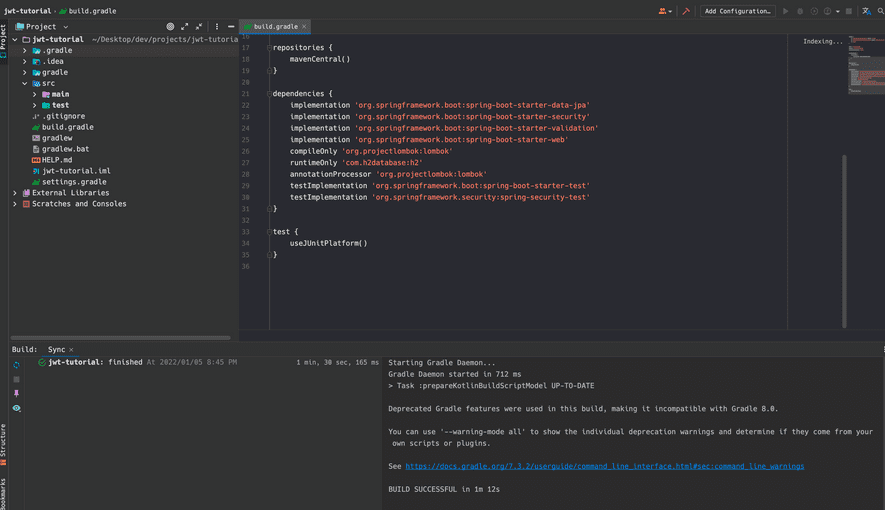 jwt-tutorial › build.gradle
Add Configuration...
Project
Project
build.gradle
Indexing...
jwt-tutorial ~/Desktop/dev/projects/jwt-tutoria
.gradle
.idea
gradle
src
main
test
.gitignore
build.gradle
gradlew
gradlew.bat
HELP.md
jwt-tutorial.iml
settings.gradle
External Libraries
Scratches and Consoles
16
17 repositories {
18 mavenCentral()
19 }
20
21 dependencies {
22 implementation 'org.springframework.boot:spring-boot-starter-data-jpa'
23 implementation 'org.springframework.boot:spring-boot-starter-security'
24 implementation 'org.springframework.boot:spring-boot-starter-validation'
25 implementation 'org.springframework.boot:spring-boot-starter-web'
26 compileOnly 'org.projectlombok:lombok'
27 runtimeOnly 'com.h2database:h2'
28 annotationProcessor 'org.projectlombok:lombok'
29 testImplementation 'org.springframework.boot:spring-boot-starter-test'
30 testImplementation 'org.springframework.security:spring-security-test'
31 }
32
33 test {
34 useJUnitPlatform()
35 }
36
Build: Sync
jwt-tutorial: finished At 2022/01/05 8:45 PM 1 min, 30 sec, 165 ms
Starting Gradle Daemon...
Gradle Daemon started in 712 ms
> Task :prepareKotlinBuildScriptModel UP-TO-DATE
Deprecated Gradle features were used in this build, making it incompatible with Gradle 8.0.
You can use '--warning-mode all' to show the individual deprecation warnings and determine if they come from your
own scripts or plugins.
See https://docs.gradle.org/7.3.2/userguide/command_line_interface.html#sec:command_line_warnings
BUILD SUCCESSFUL in 1m 12s
Structure
Bookmarks